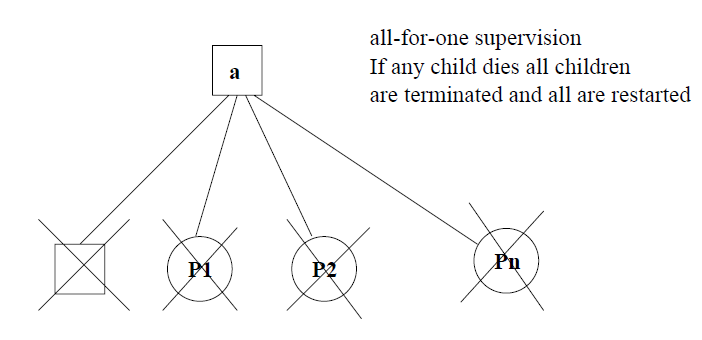 all-for-one supervision
If any child dies all children
are terminated and all are restarted
a
P1
P2
Pn